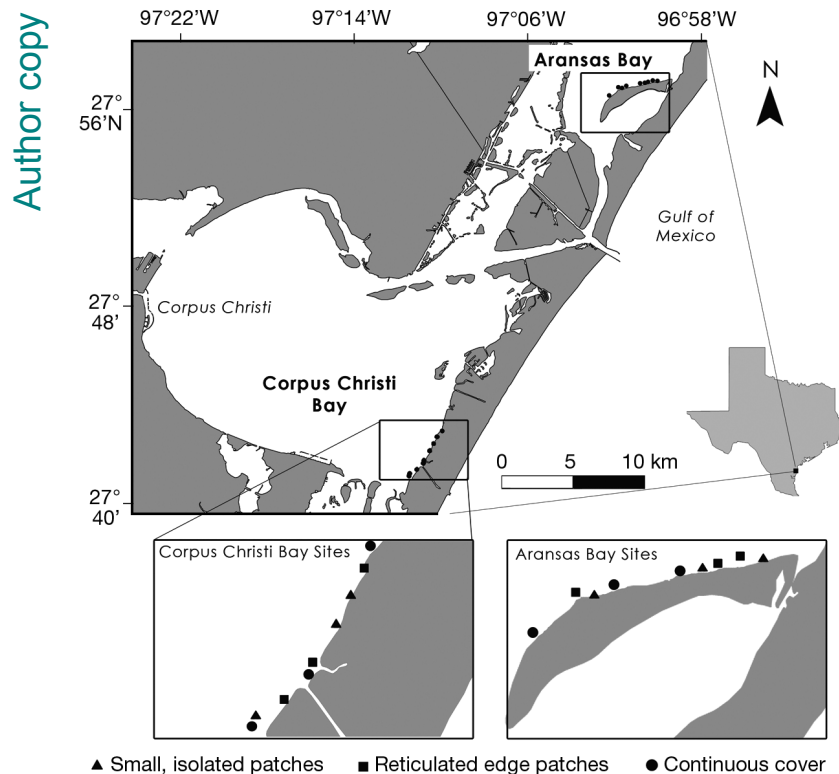 Author copy
97°22'W 97°14'W 97°06'W 96°58'W
Aransas Bay
N
27°
56'N
Gulf of
Mexico
27°
48'
Corpus Christi
Corpus Christi
Bay
0 5 10 km
27°
40'
Corpus Christi Bay Sites
Aransas Bay Sites
Small, isolated patches Reticulated edge patches Continuous cover